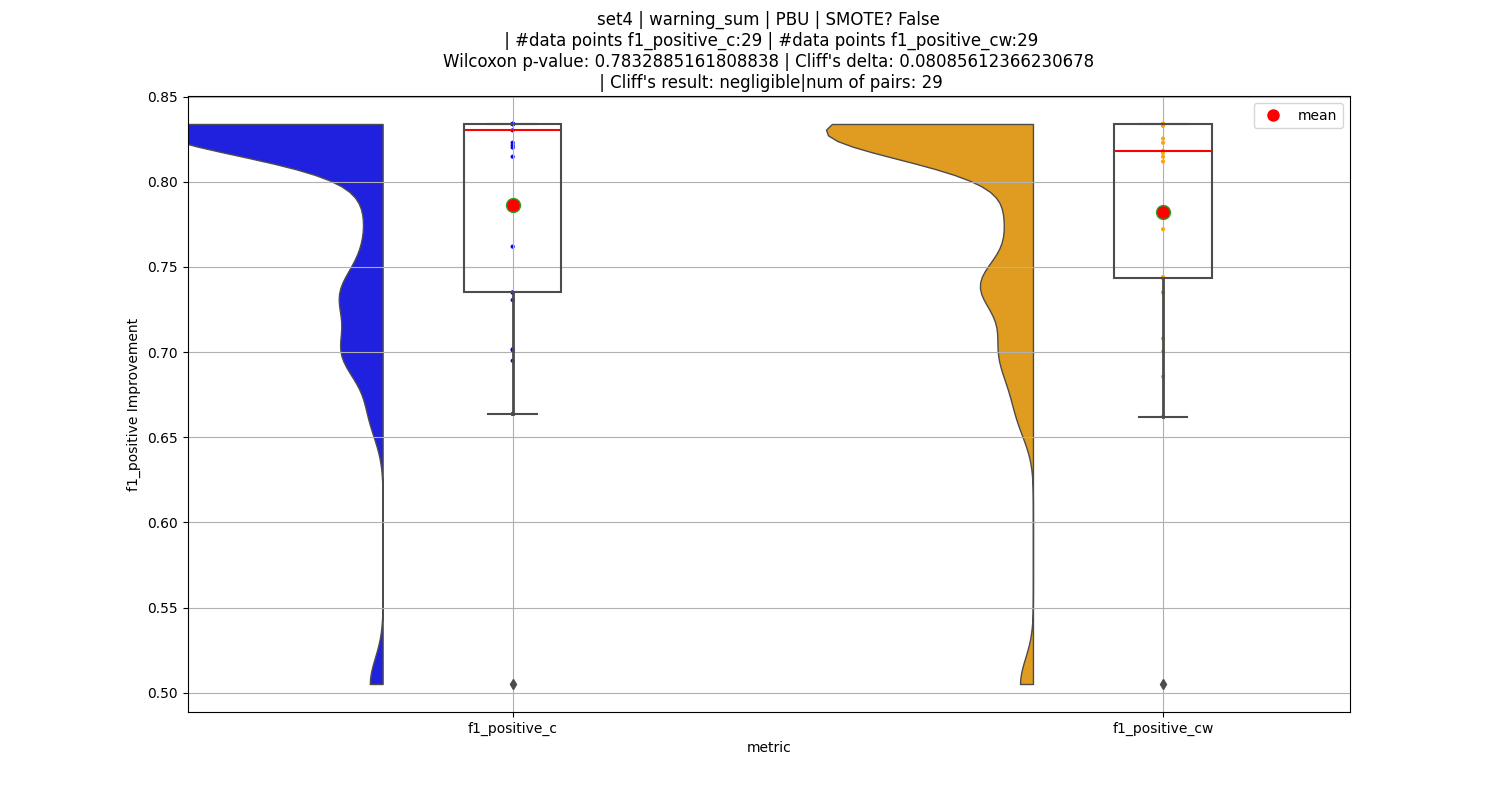 set4 | warning_sum | PBU | SMOTE? False
| #data points f1_positive_c:29 | #data points f1_positive_cw:29
Wilcoxon p-value: 0.7832885161808838 | Cliff's delta: 0.08085612366230678
| Cliff's result: negligible|num of pairs: 29
mean
0.85
0.80
0.75
0.70
0.65
0.60
0.55
0.50
f1_positive Improvement
f1_positive_c
f1_positive_cw
metric